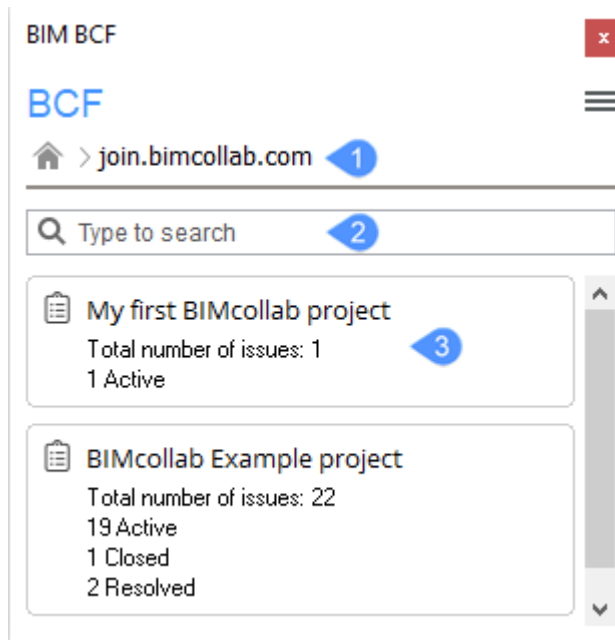 BIM BCF
x
BCF
> join.bimcollab.com 1
Type to search 2
My first BIMcollab project
Total number of issues: 1 3
1 Active
BIMcollab Example project
Total number of issues: 22
19 Active
1 Closed
2 Resolved